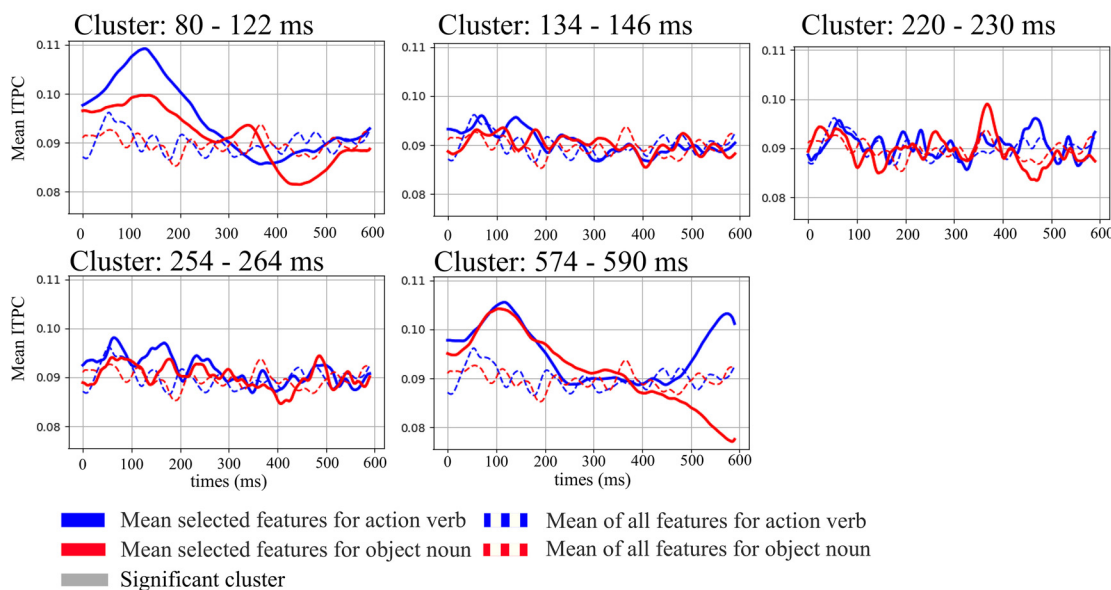 Cluster: 80 - 122 ms
Cluster: 134 - 146 ms
Cluster: 220 - 230 ms
Mean ITPC
0.11
0.10
0.09
0.08
0 100 200 300 400 500 600
0.11
0.10
0.09
0.08
0 100 200 300 400 500 600
0.11
0.10
0.09
0.08
0 100 200 300 400 500 600
Cluster: 254 - 264 ms
Cluster: 574 - 590 ms
Mean ITPC
0.11
0.10
0.09
0.08
0 100 200 300 400 500 600
times (ms)
0.11
0.10
0.09
0.08
0 100 200 300 400 500 600
times (ms)
Mean selected features for action verb
Mean of all features for action verb
Mean selected features for object noun
Mean of all features for object noun
Significant cluster